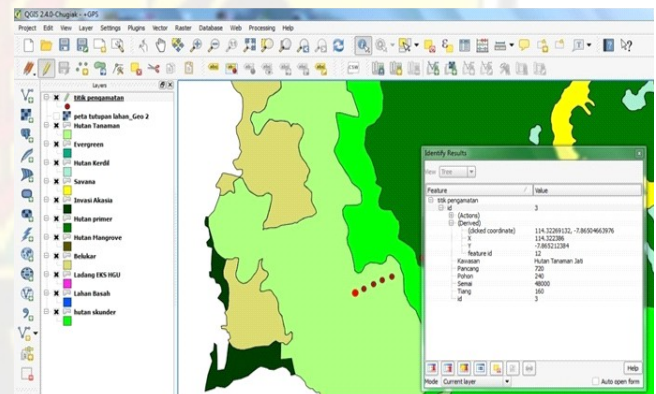 QGIS 2.4.0-Chugiak - +GPS
Project Edit View Layer Settings Plugins Vector Raster Database Web Processing Help
Layers
titik pengamatan
peta tutupan lahan_Geo 2
Hutan Tanaman
Evergreen
Hutan Kerdil
Savana
Invasi Akasia
Hutan primer
Hutan Mangrove
Belukar
Ladang EKS HGU
Lahan Basah
hutan skunder
Identify Results
View Tree
Feature Value
titik pengamatan
id 3
(Actions)
(Derived)
(clicked coordinate) 114.32269132, -7.86504663976
X 114.322386
Y -7.865212384
feature id 12
Kawasan Hutan Tanaman Jati
Pancang 720
Pohon 240
Semai 48000
Tiang 160
id 3
Help
Mode Current layer Auto open form